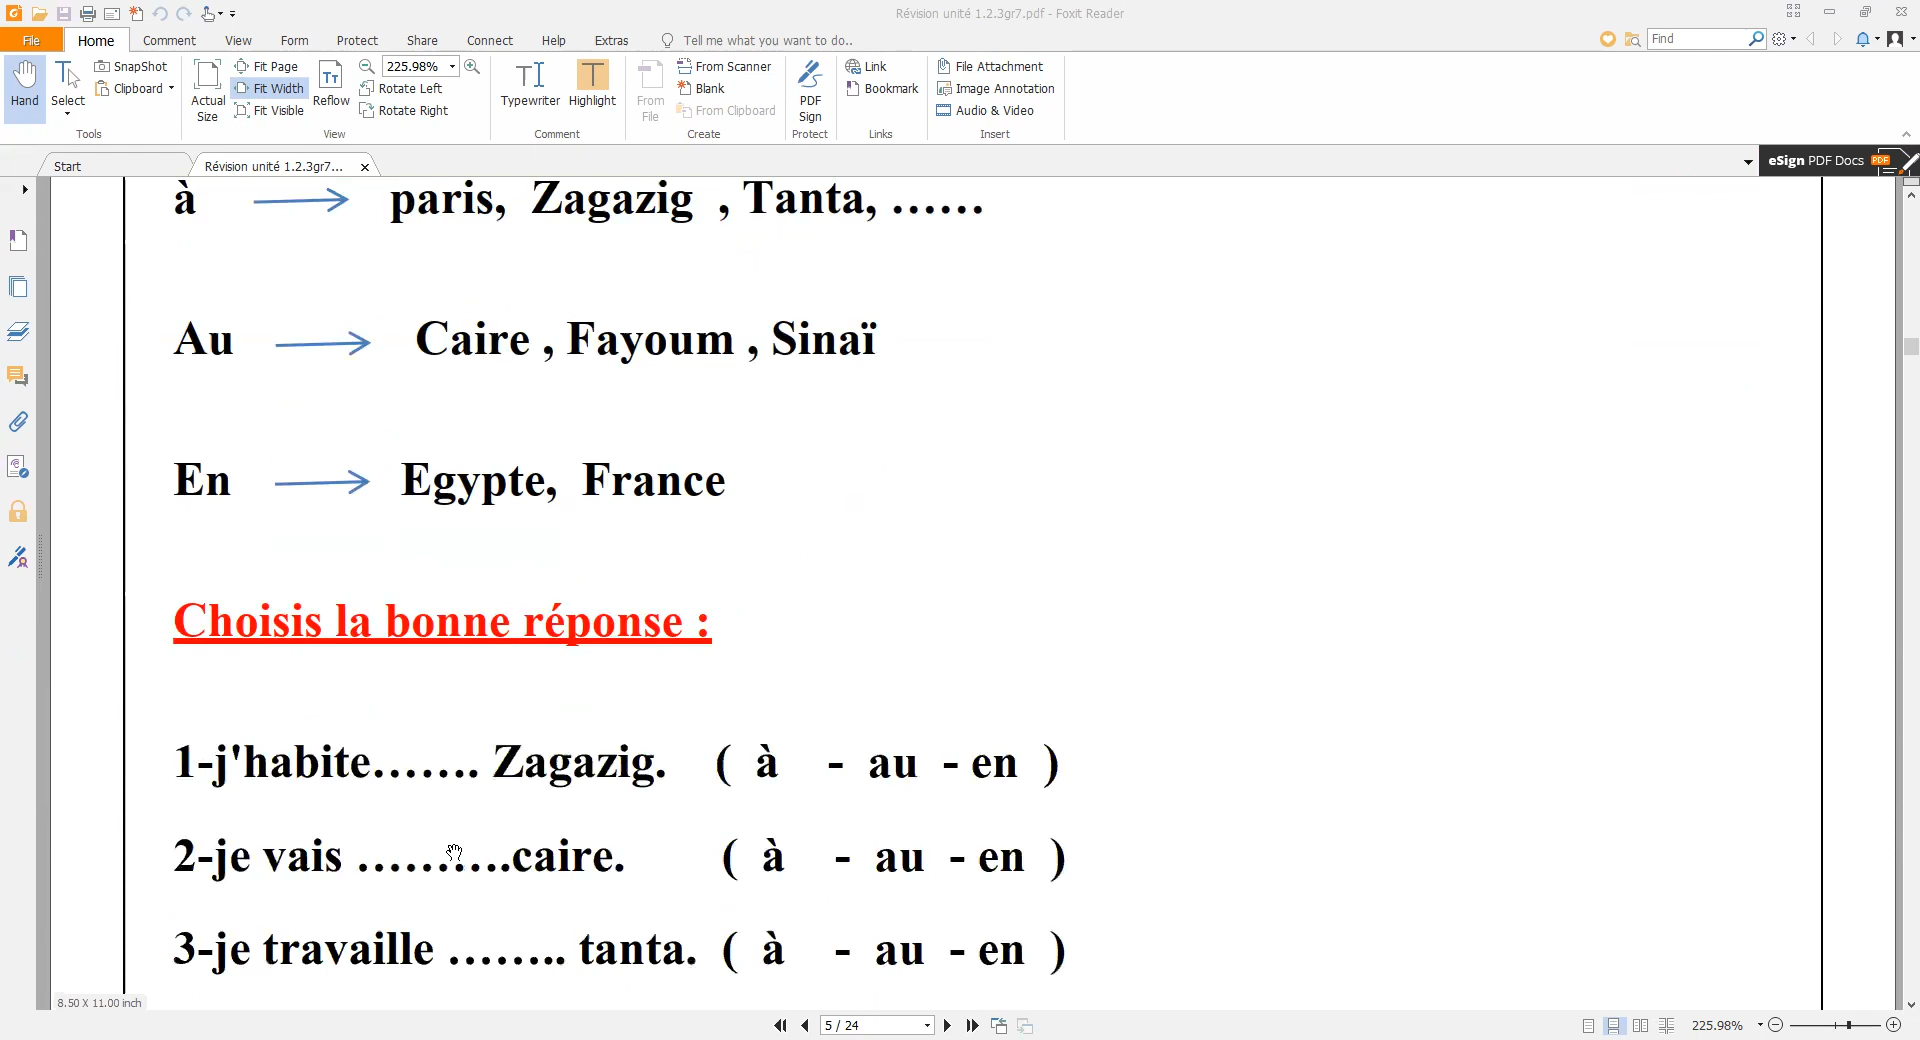 Révision unité 1.2.3gr7.pdf - Foxit Reader
File Home Comment View Form Protect Share Connect Help Extras Tell me what you want to do.. Find
Hand Select SnapShot Clipboard
Tools
Actual Size Fit Page Fit Width Fit Visible Reflow 225.98% Rotate Left Rotate Right
View
Typewriter Highlight
Comment
From File From Scanner Blank From Clipboard
Create
PDF Sign
Protect
Link Bookmark
Links
File Attachment Image Annotation Audio & Video
Insert
Start Révision unité 1.2.3gr7... eSign PDF Docs PDF
à paris, Zagazig , Tanta, ……
Au Caire , Fayoum , Sinaï
En Egypte, France
Choisis la bonne réponse :
1-j'habite……. Zagazig. ( à - au - en )
2-je vais ……….caire. ( à - au - en )
3-je travaille …….. tanta. ( à - au - en )
8.50 X 11.00 inch
5 / 24 225.98%